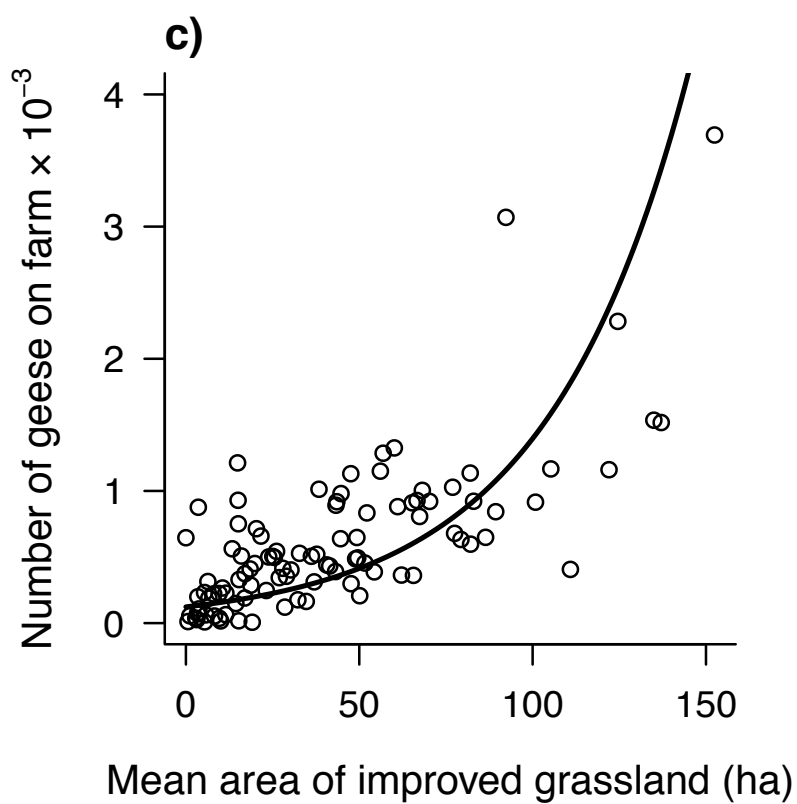 c)
Number of geese on farm × 10⁻³
4
3
2
1
0
0 50 100 150
Mean area of improved grassland (ha)